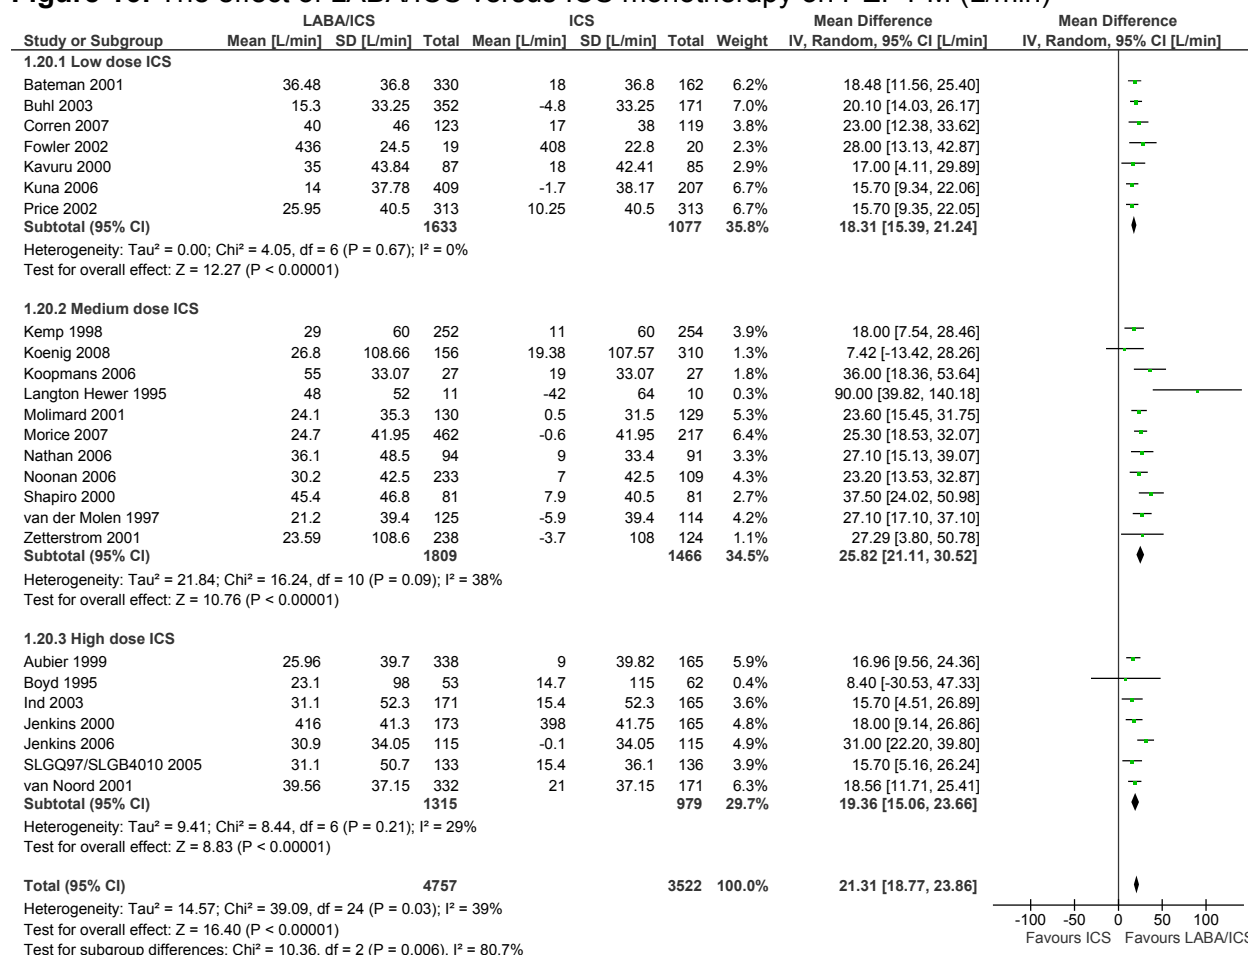 LABA/ICS ICS Mean Difference Mean Difference
Study or Subgroup Mean [L/min] SD [L/min] Total Mean [L/min] SD [L/min] Total Weight IV, Random, 95% CI [L/min] IV, Random, 95% CI [L/min]
1.20.1 Low dose ICS
Bateman 2001 36.48 36.8 330 18 36.8 162 6.2% 18.48 [11.56, 25.40]
Buhl 2003 15.3 33.25 352 -4.8 33.25 171 7.0% 20.10 [14.03, 26.17]
Corren 2007 40 46 123 17 38 119 3.8% 23.00 [12.38, 33.62]
Fowler 2002 436 24.5 19 408 22.8 20 2.3% 28.00 [13.13, 42.87]
Kavuru 2000 35 43.84 87 18 42.41 85 2.9% 17.00 [4.11, 29.89]
Kuna 2006 14 37.78 409 -1.7 38.17 207 6.7% 15.70 [9.34, 22.06]
Price 2002 25.95 40.5 313 10.25 40.5 313 6.7% 15.70 [9.35, 22.05]
Subtotal (95% CI) 1633 1077 35.8% 18.31 [15.39, 21.24]
Heterogeneity: Tau² = 0.00; Chi² = 4.05, df = 6 (P = 0.67); I² = 0%
Test for overall effect: Z = 12.27 (P < 0.00001)
1.20.2 Medium dose ICS
Kemp 1998 29 60 252 11 60 254 3.9% 18.00 [7.54, 28.46]
Koenig 2008 26.8 108.66 156 19.38 107.57 310 1.3% 7.42 [-13.42, 28.26]
Koopmans 2006 55 33.07 27 19 33.07 27 1.8% 36.00 [18.36, 53.64]
Langton Hewer 1995 48 52 11 -42 64 10 0.3% 90.00 [39.82, 140.18]
Molimard 2001 24.1 35.3 130 0.5 31.5 129 5.3% 23.60 [15.45, 31.75]
Morice 2007 24.7 41.95 462 -0.6 41.95 217 6.4% 25.30 [18.53, 32.07]
Nathan 2006 36.1 48.5 94 9 33.4 91 3.0% 27.10 [15.13, 39.07]
Noonan 2006 30.2 42.5 233 7 42.5 109 4.3% 23.20 [13.53, 32.87]
Shapiro 2000 45.4 46.8 81 7.9 40.5 81 2.7% 37.50 [24.02, 50.98]
van der Molen 1997 21.2 39.4 125 -5.9 39.4 114 4.2% 27.10 [17.10, 37.10]
Zetterstrom 2001 23.59 108.6 238 -3.7 108 124 1.1% 27.29 [3.80, 50.78]
Subtotal (95% CI) 1809 1466 34.5% 25.82 [21.11, 30.52]
Heterogeneity: Tau² = 21.84; Chi² = 16.24, df = 10 (P = 0.09); I² = 38%
Test for overall effect: Z = 10.76 (P < 0.00001)
1.20.3 High dose ICS
Aubier 1999 25.96 39.7 338 9 39.82 165 5.9% 16.96 [9.56, 24.36]
Boyd 1995 23.1 98 53 14.7 115 62 0.4% 8.40 [-30.53, 47.33]
Ind 2003 31.1 52.3 171 15.4 52.3 165 3.6% 15.70 [4.51, 26.89]
Jenkins 2000 416 41.3 173 398 41.75 165 4.8% 18.00 [9.14, 26.86]
Jenkins 2006 30.9 34.05 115 -0.1 34.05 115 4.9% 31.00 [22.20, 39.80]
SLGQ97/SLGB4010 2005 31.1 50.7 133 15.4 36.1 136 3.9% 15.70 [5.16, 26.24]
van Noord 2001 39.56 37.15 332 21 37.15 171 6.3% 18.56 [11.71, 25.41]
Subtotal (95% CI) 1315 979 29.7% 19.36 [15.06, 23.66]
Heterogeneity: Tau² = 9.41; Chi² = 8.44, df = 6 (P = 0.21); I² = 29%
Test for overall effect: Z = 8.83 (P < 0.00001)
Total (95% CI) 4757 3522 100.0% 21.31 [18.77, 23.86]
Heterogeneity: Tau² = 14.57; Chi² = 39.09, df = 24 (P = 0.03); I² = 39%
Test for overall effect: Z = 16.40 (P < 0.00001)
Test for subgroup differences: Chi² = 10.36, df = 2 (P = 0.006), I² = 80.7%
-100 -50 0 50 100
Favours ICS Favours LABA/ICS